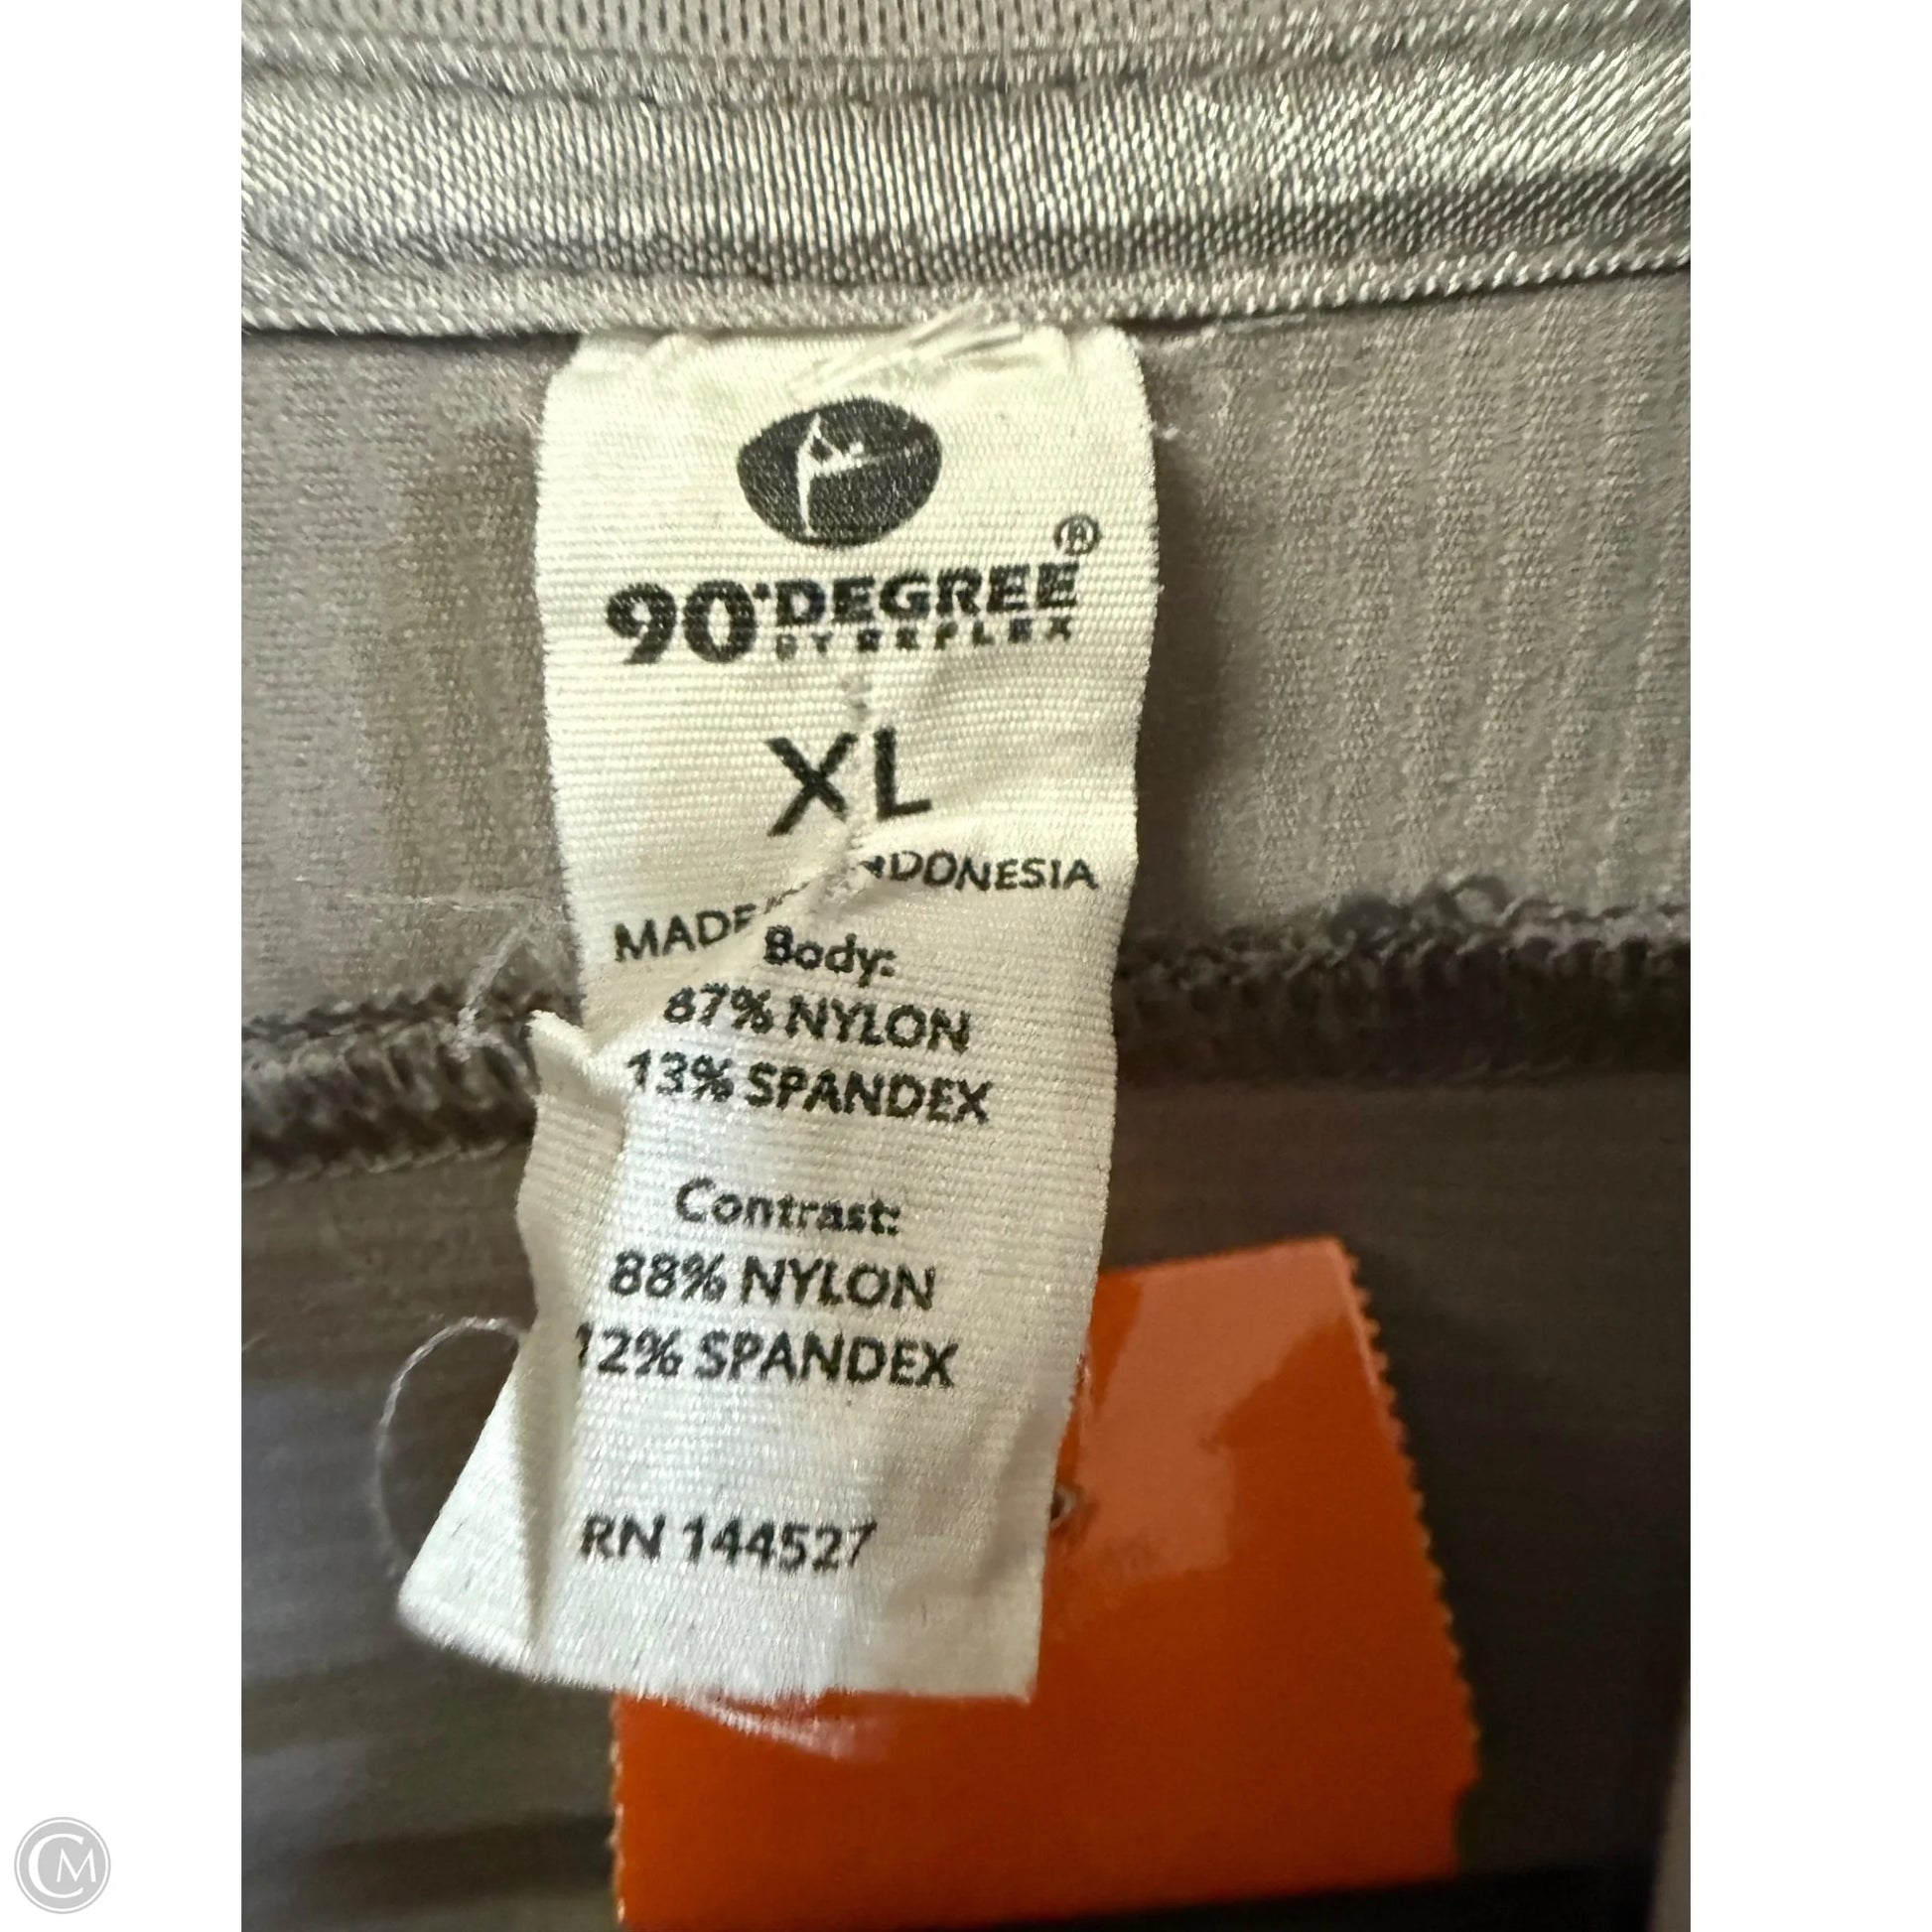 90°DEGREE®
BY REFLEX
XL
MADE INDONESIA
Body:
87% NYLON
13% SPANDEX
Contrast:
88% NYLON
12% SPANDEX
RN 144527
CM